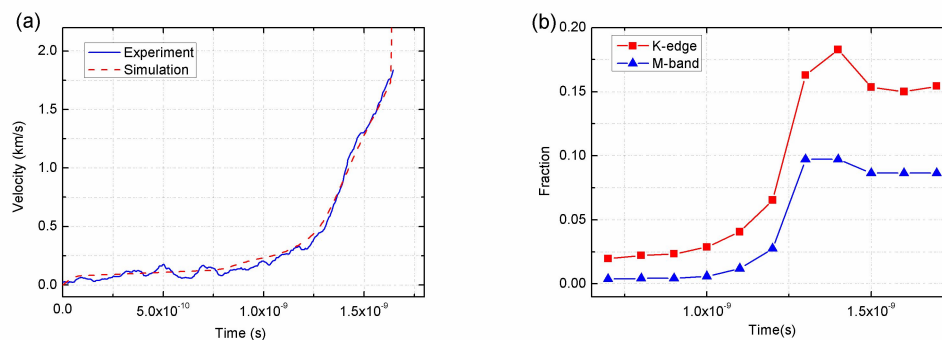 (a)
Experiment
Simulation
Velocity (km/s)
2.0
1.5
1.0
0.5
0.0
0.0
5.0x10⁻¹⁰
1.0x10⁻⁹
1.5x10⁻⁹
Time (s)
(b)
K-edge
M-band
Fraction
0.20
0.15
0.10
0.05
0.00
1.0x10⁻⁹
1.5x10⁻⁹
Time(s)